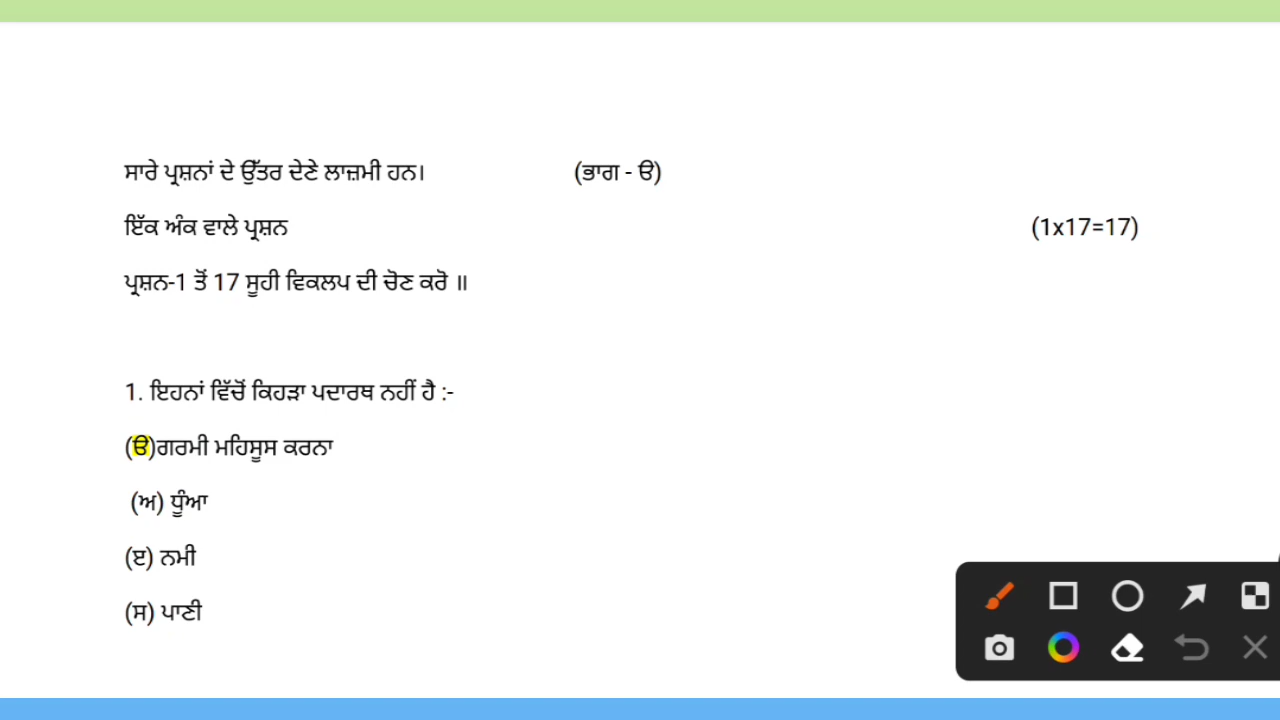 ਸਾਰੇ ਪ੍ਰਸ਼ਨਾਂ ਦੇ ਉੱਤਰ ਦੇਣੇ ਲਾਜ਼ਮੀ ਹਨ। (ਭਾਗ - ੳ)
ਇੱਕ ਅੰਕ ਵਾਲੇ ਪ੍ਰਸ਼ਨ (1x17=17)
ਪ੍ਰਸ਼ਨ-1 ਤੋਂ 17 ਸੂਹੀ ਵਿਕਲਪ ਦੀ ਚੋਣ ਕਰੋ ॥
1. ਇਹਨਾਂ ਵਿੱਚੋਂ ਕਿਹੜਾ ਪਦਾਰਥ ਨਹੀਂ ਹੈ :-
(ੳ)ਗਰਮੀ ਮਹਿਸੂਸ ਕਰਨਾ
(ਅ) ਧੂੰਆ
(ੲ) ਨਮੀ
(ਸ) ਪਾਣੀ